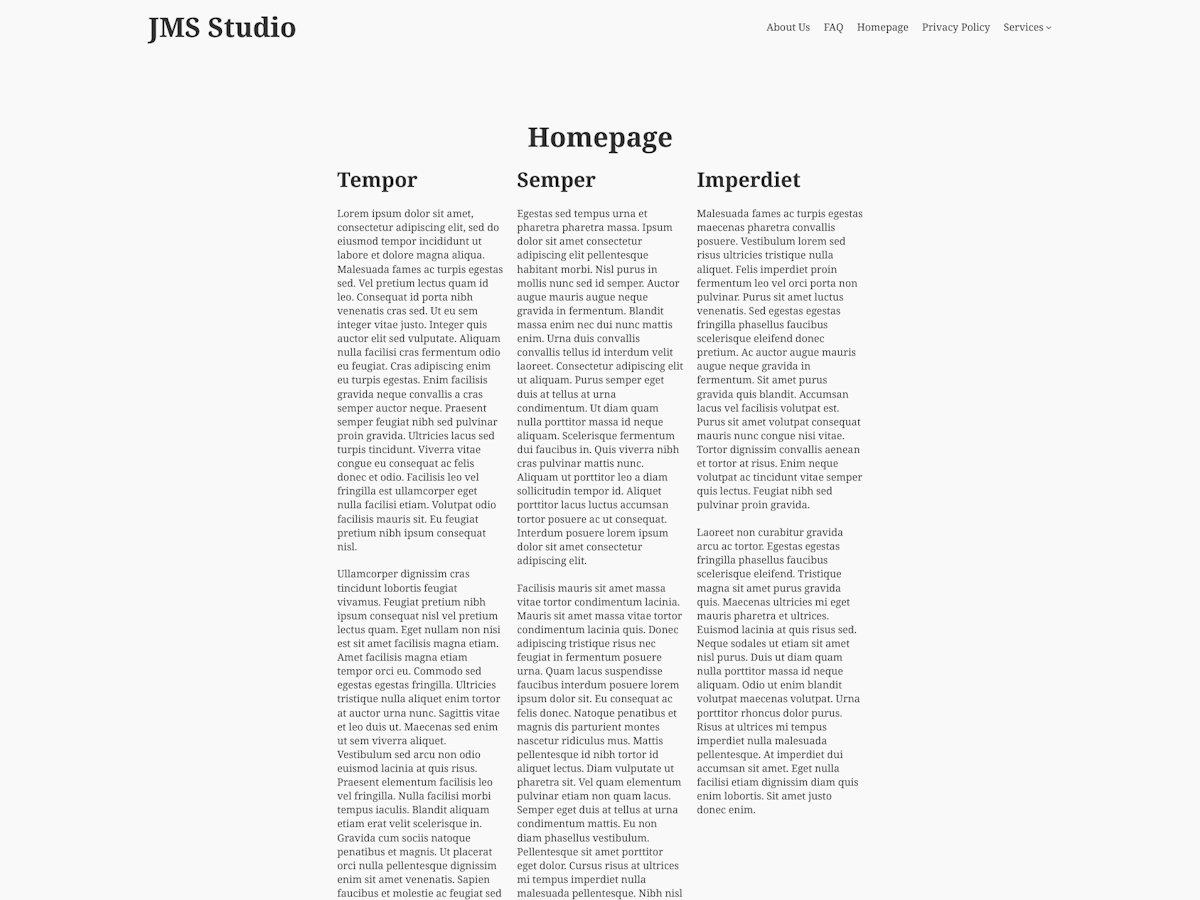 JMS Studio
About Us
FAQ
Homepage
Privacy Policy
Services
Homepage
Tempor
Lorem ipsum dolor sit amet,
consectetur adipiscing elit, sed do
eiusmod tempor incididunt ut
labore et dolore magna aliqua.
Malesuada fames ac turpis egestas
sed. Vel pretium lectus quam id
leo. Consequat id porta nibh
venenatis cras sed. Ut eu sem
integer vitae justo. Integer quis
auctor elit sed vulputate. Aliquam
nulla facilisi cras fermentum odio
eu feugiat. Cras adipiscing enim
eu turpis egestas. Enim facilisis
gravida neque convallis a cras
semper auctor neque. Praesent
semper feugiat nibh sed pulvinar
proin gravida. Ultricies lacus sed
turpis tincidunt. Viverra vitae
congue eu consequat ac felis
donec et odio. Facilisis leo vel
fringilla est ullamcorper eget
nulla facilisi etiam. Volutpat odio
facilisis mauris sit. Eu feugiat
pretium nibh ipsum consequat
nisl.
Ullamcorper dignissim cras
tincidunt lobortis feugiat
vivamus. Feugiat pretium nibh
ipsum consequat nisl vel pretium
lectus quam. Eget nullam non nisi
est sit amet facilisis magna etiam.
Amet facilisis magna etiam
tempor orci eu. Commodo sed
egestas egestas fringilla. Ultricies
tristique nulla aliquet enim tortor
at auctor urna nunc. Sagittis vitae
et leo duis ut. Maecenas sed enim
ut sem viverra aliquet.
Vestibulum sed arcu non odio
euismod lacinia at quis risus.
Praesent elementum facilisis leo
vel fringilla. Nulla facilisi morbi
tempus iaculis. Blandit aliquam
etiam erat velit scelerisque in.
Gravida cum sociis natoque
penatibus et magnis. Ut placerat
orci nulla pellentesque dignissim
enim sit amet venenatis. Sapien
faucibus et molestie ac feugiat sed
Semper
Egestas sed tempus urna et
pharetra pharetra massa. Ipsum
dolor sit amet consectetur
adipiscing elit pellentesque
habitant morbi. Nisl purus in
mollis nunc sed id semper. Auctor
augue mauris augue neque
gravida in fermentum. Blandit
massa enim nec dui nunc mattis
enim. Urna duis convallis
convallis tellus id interdum velit
laoreet. Consectetur adipiscing elit
ut aliquam. Purus semper eget
duis at tellus at urna
condimentum. Ut diam quam
nulla porttitor massa id neque
aliquam. Scelerisque fermentum
dui faucibus in. Quis viverra nibh
cras pulvinar mattis nunc.
Aliquam ut porttitor leo a diam
sollicitudin tempor id. Aliquet
porttitor lacus luctus accumsan
tortor posuere ac ut consequat.
Interdum posuere lorem ipsum
dolor sit amet consectetur
adipiscing elit.
Facilisis mauris sit amet massa
vitae tortor condimentum lacinia.
Mauris sit amet massa vitae tortor
condimentum lacinia quis. Donec
adipiscing tristique risus nec
feugiat in fermentum posuere
urna. Quam lacus suspendisse
faucibus interdum posuere lorem
ipsum dolor sit. Eu consequat ac
felis donec. Natoque penatibus et
magnis dis parturient montes
nascetur ridiculus mus. Mattis
pellentesque id nibh tortor id
aliquet lectus. Diam vulputate ut
pharetra sit. Vel quam elementum
pulvinar etiam non quam lacus.
Semper eget duis at tellus at urna
condimentum mattis. Eu non
diam phasellus vestibulum.
Pellentesque sit amet porttitor
eget dolor. Cursus risus at ultrices
mi tempus imperdiet nulla
malesuada pellentesque. Nibh nisl
Imperdiet
Malesuada fames ac turpis egestas
maecenas pharetra convallis
posuere. Vestibulum lorem sed
risus ultricies tristique nulla
aliquet. Felis imperdiet proin
fermentum leo vel orci porta non
pulvinar. Purus sit amet luctus
venenatis. Sed egestas egestas
fringilla phasellus faucibus
scelerisque eleifend donec
pretium. Ac auctor augue mauris
augue neque gravida in
fermentum. Sit amet purus
gravida quis blandit. Accumsan
lacus vel facilisis volutpat est.
Purus sit amet volutpat consequat
mauris nunc congue nisi vitae.
Tortor dignissim convallis aenean
et tortor at risus. Enim neque
volutpat ac tincidunt vitae semper
quis lectus. Feugiat nibh sed
pulvinar proin gravida.
Laoreet non curabitur gravida
arcu ac tortor. Egestas egestas
fringilla phasellus faucibus
scelerisque eleifend. Tristique
magna sit amet purus gravida
quis. Maecenas ultricies mi eget
mauris pharetra et ultrices.
Euismod lacinia at quis risus sed.
Neque sodales ut etiam sit amet
nisl purus. Duis ut diam quam
nulla porttitor massa id neque
aliquam. Odio ut enim blandit
volutpat maecenas volutpat. Urna
porttitor rhoncus dolor purus.
Risus at ultrices mi tempus
imperdiet nulla malesuada
pellentesque. At imperdiet dui
accumsan sit amet. Eget nulla
facilisi etiam dignissim diam quis
enim lobortis. Sit amet justo
donec enim.